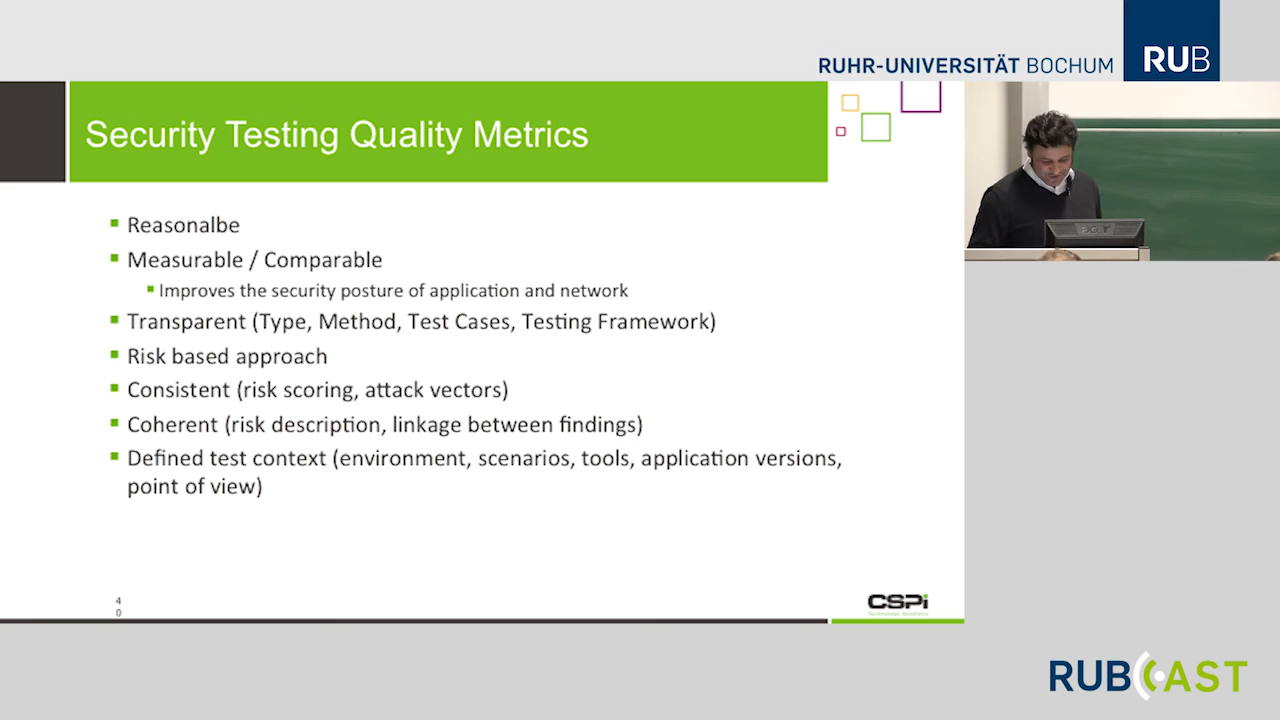 RUHR-UNIVERSITÄT BOCHUM
RUB
Security Testing Quality Metrics
Reasonalbe
Measurable / Comparable
Improves the security posture of application and network
Transparent (Type, Method, Test Cases, Testing Framework)
Risk based approach
Consistent (risk scoring, attack vectors)
Coherent (risk description, linkage between findings)
Defined test context (environment, scenarios, tools, application versions,
point of view)
4
0
CSPi
RUBCAST